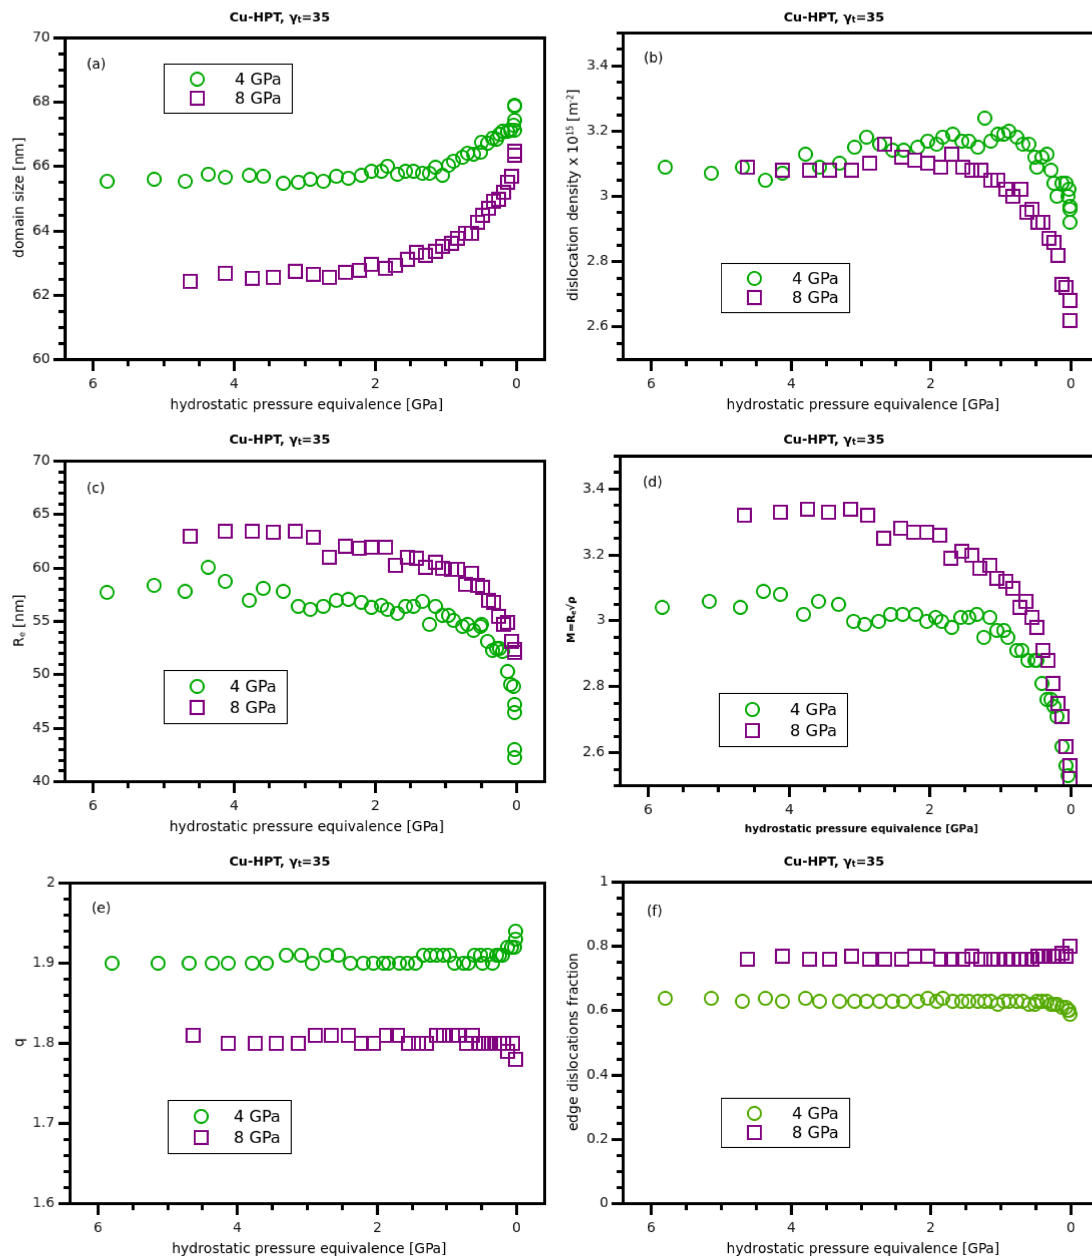 Cu-HPT, γₜ=35
(a)
4 GPa
8 GPa
domain size [nm]
70
68
66
64
62
60
6
4
2
0
hydrostatic pressure equivalence [GPa]
Cu-HPT, γₜ=35
(b)
4 GPa
8 GPa
dislocation density x 10¹⁵ [m⁻²]
3.4
3.2
3
2.8
2.6
6
4
2
0
hydrostatic pressure equivalence [GPa]
Cu-HPT, γₜ=35
(c)
4 GPa
8 GPa
Rₑ [nm]
70
65
60
55
50
45
40
6
4
2
0
hydrostatic pressure equivalence [GPa]
Cu-HPT, γₜ=35
(d)
4 GPa
8 GPa
M=Rₑ√ρ
3.4
3.2
3
2.8
2.6
6
4
2
0
hydrostatic pressure equivalence [GPa]
Cu-HPT, γₜ=35
(e)
4 GPa
8 GPa
q
2
1.9
1.8
1.7
1.6
6
4
2
0
hydrostatic pressure equivalence [GPa]
Cu-HPT, γₜ=35
(f)
4 GPa
8 GPa
edge dislocations fraction
1
0.8
0.6
0.4
0.2
0
6
4
2
0
hydrostatic pressure equivalence [GPa]